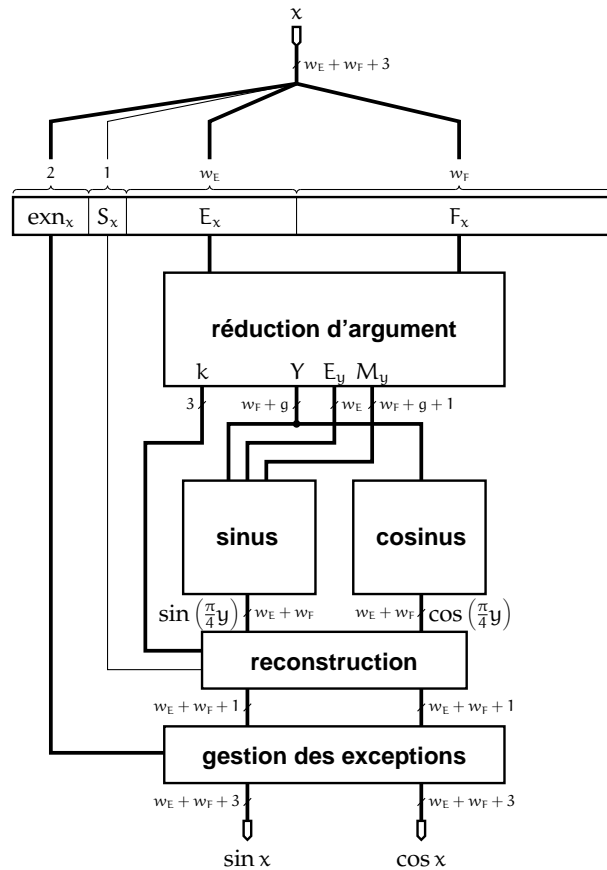 x
w_E + w_F + 3
2 1 w_E w_F
exn_x S_x E_x F_x
réduction d'argument
k Y E_y M_y
3 w_F + g w_E w_F + g + 1
sinus cosinus
sin (π/4 y) w_E + w_F w_E + w_F cos (π/4 y)
reconstruction
w_E + w_F + 1 w_E + w_F + 1
gestion des exceptions
w_E + w_F + 3 w_E + w_F + 3
sin x cos x